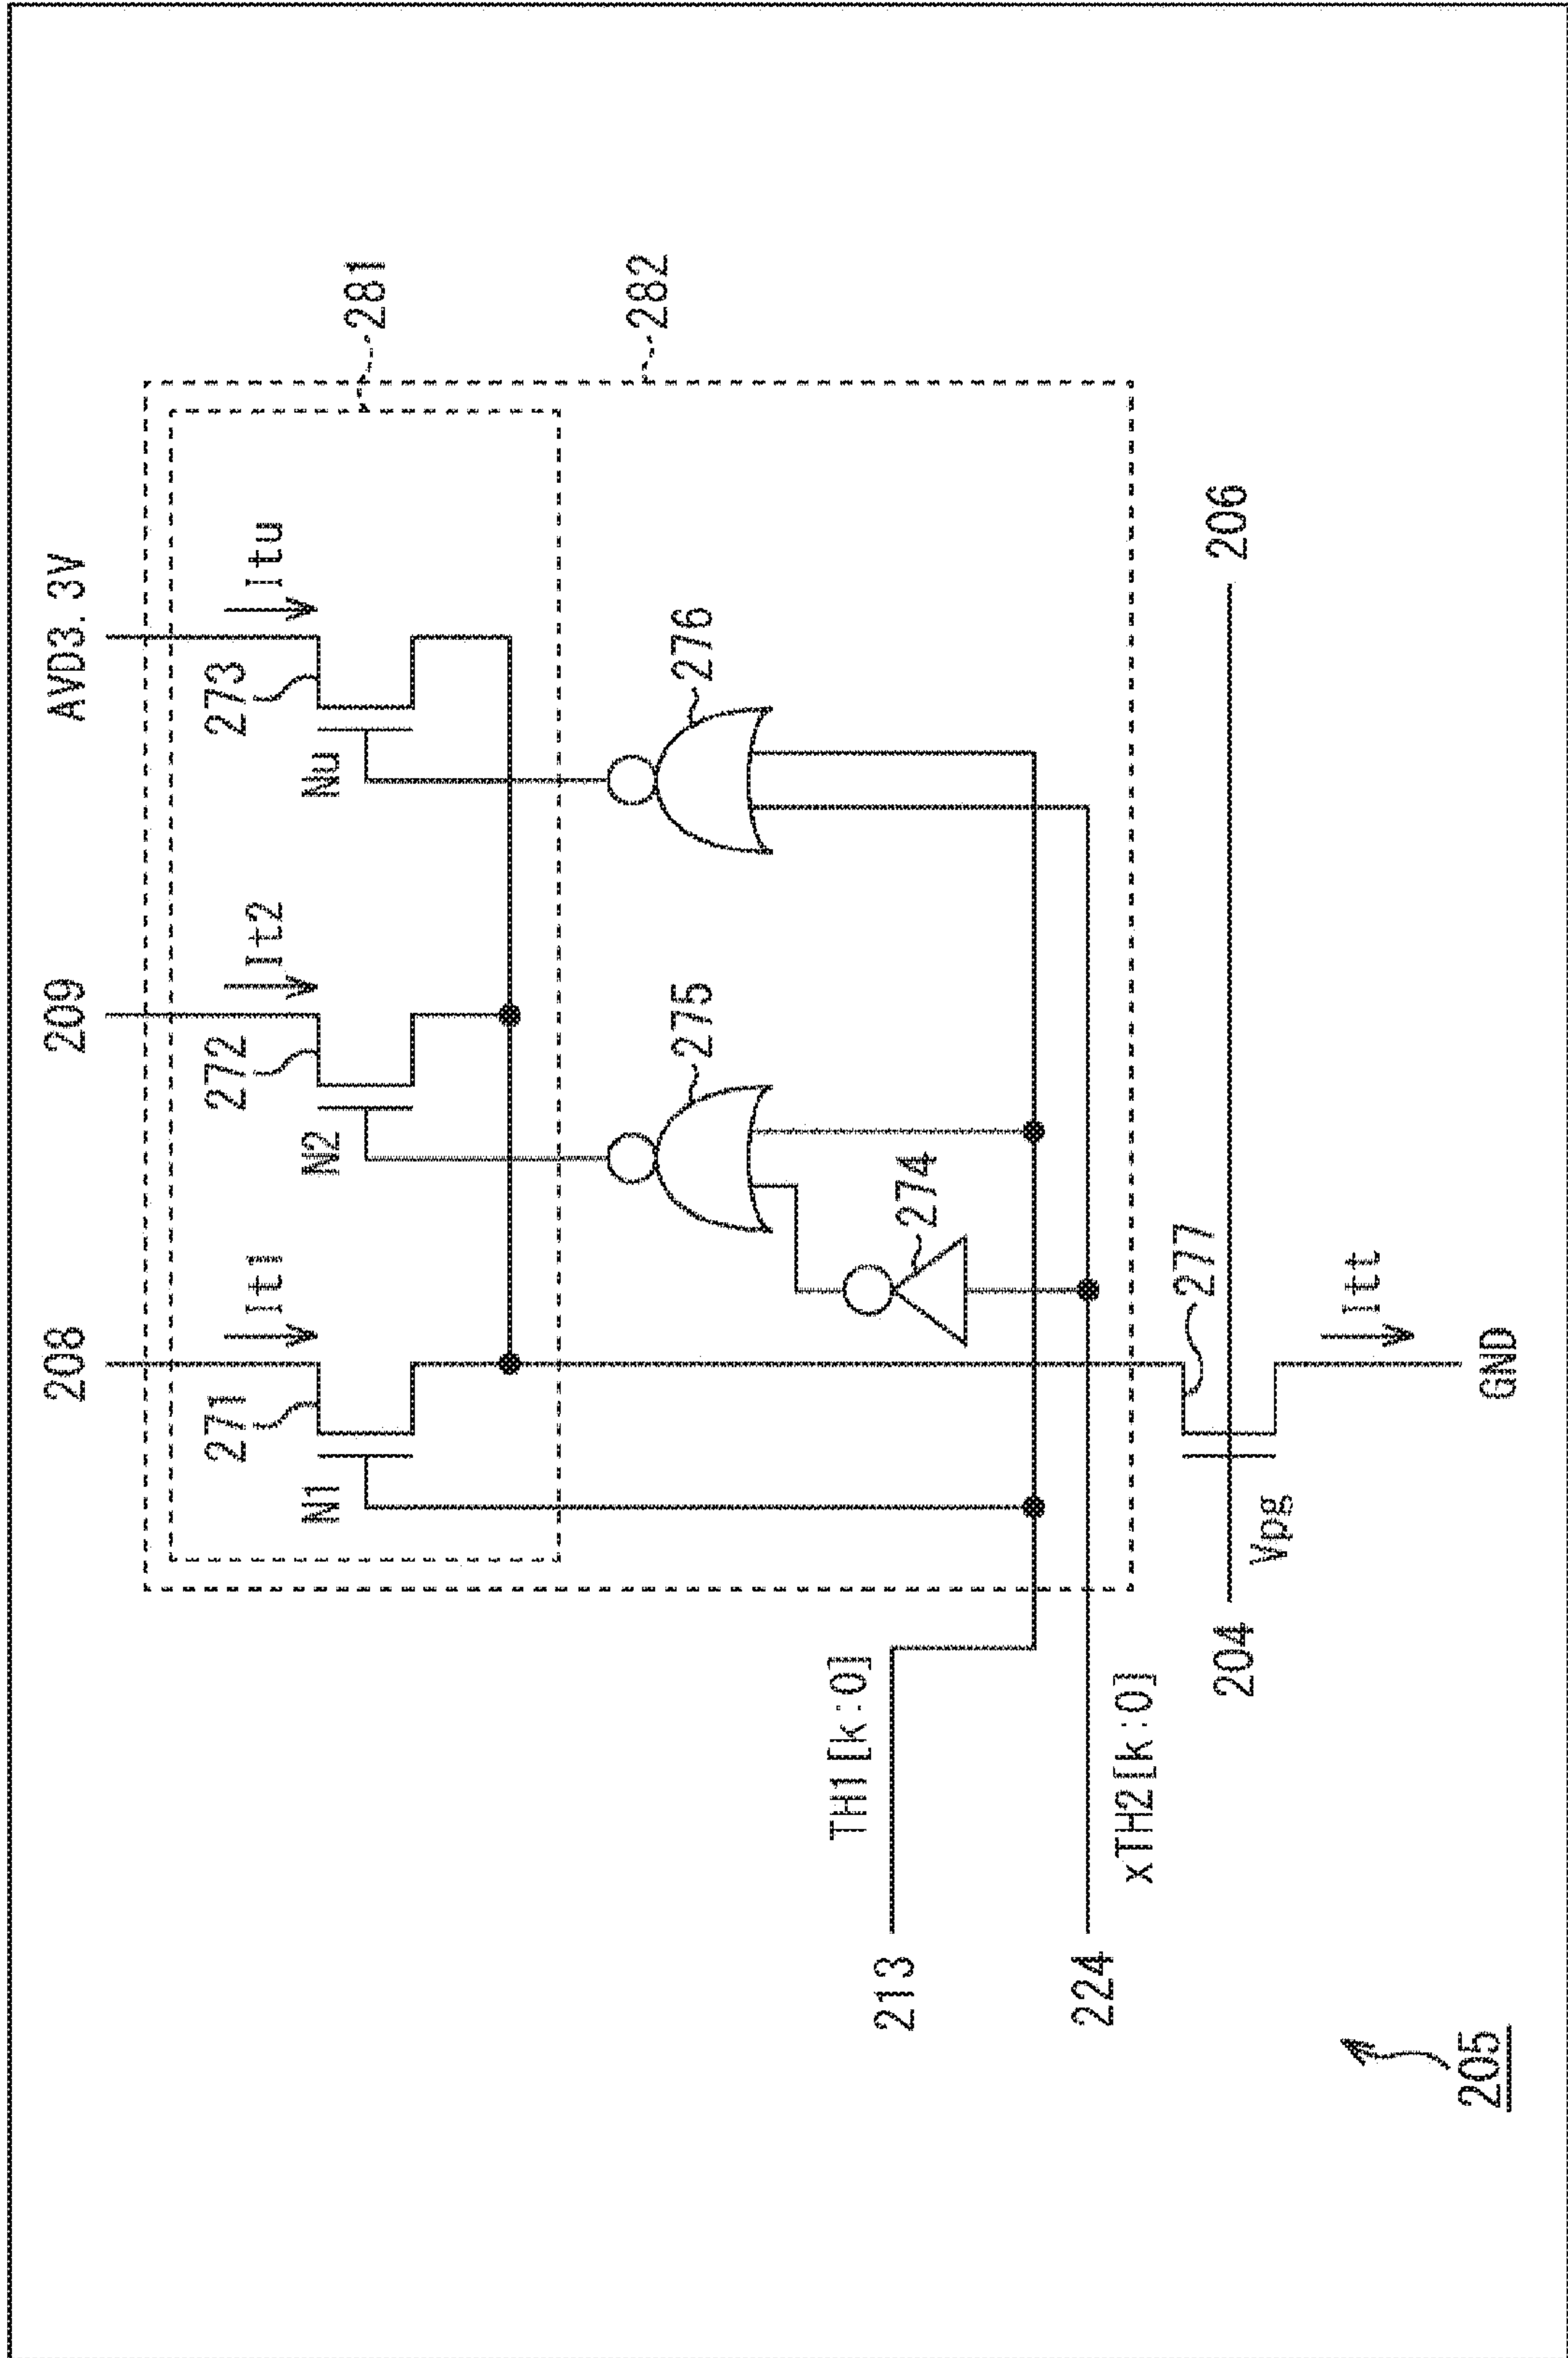 208
209
AVD3.3V
It1
It2
Itu
271
272
273
281
N1
N2
Nu
282
275
276
274
TH1[k:0]
213
xTH2[k:0]
224
277
204
206
Vpg
Itt
GND
205